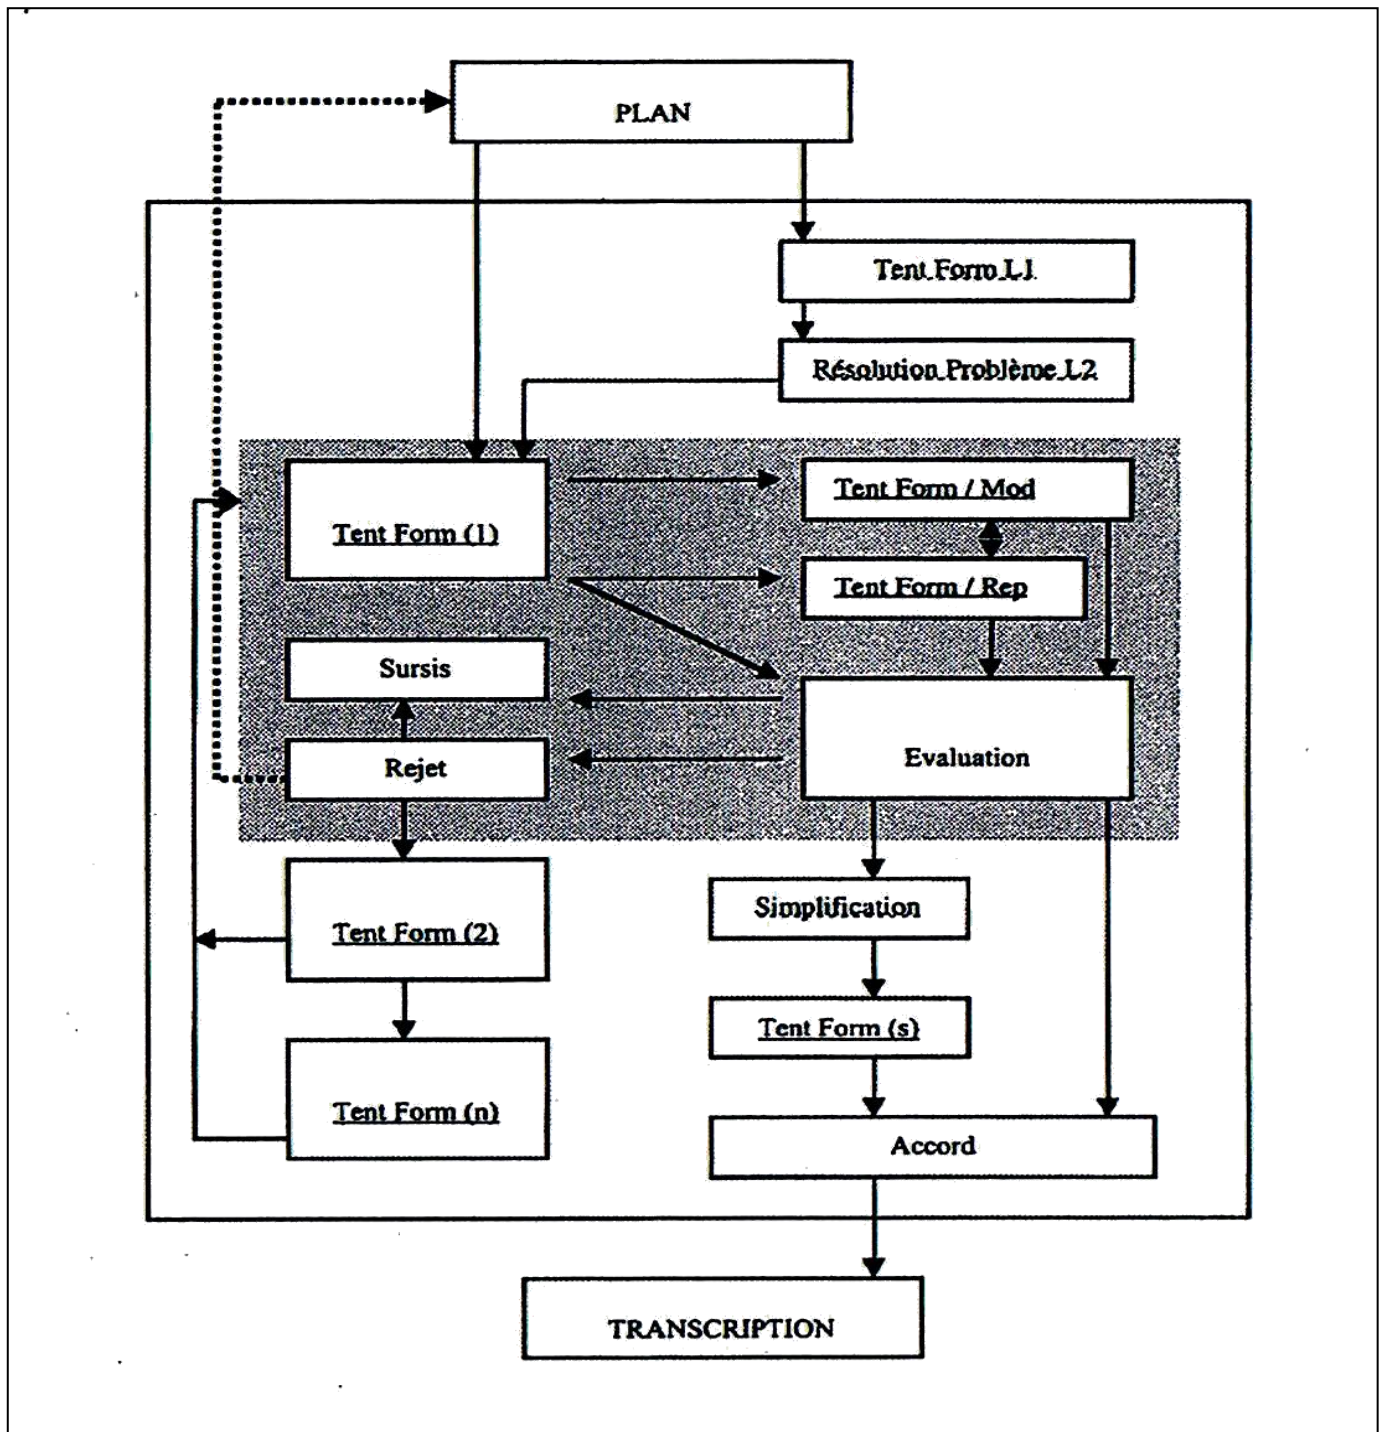 PLAN
Tent Form L1
Résolution Problème L2
Tent Form (1)
Tent Form / Mod
Tent Form / Rep
Sursis
Rejet
Evaluation
Tent Form (2)
Simplification
Tent Form (s)
Tent Form (n)
Accord
TRANSCRIPTION